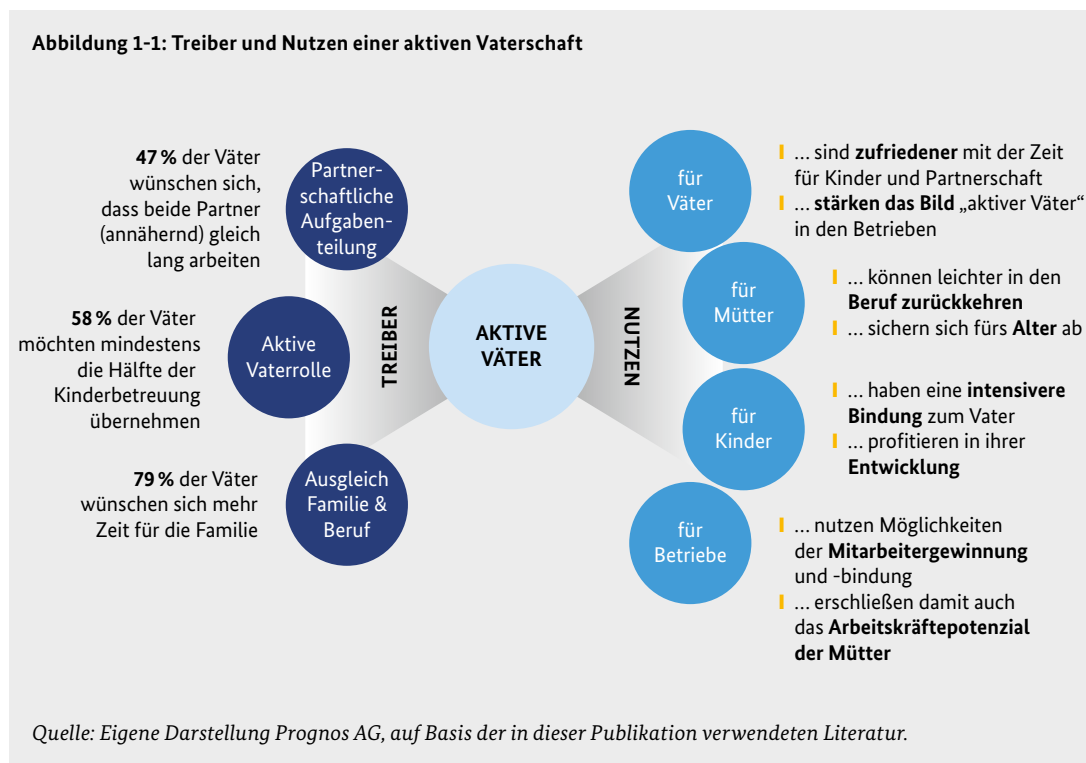 Abbildung 1-1: Treiber und Nutzen einer aktiven Vaterschaft
47 % der Väter
wünschen sich,
dass beide Partner
(annähernd) gleich
lang arbeiten
Partner-
schaftliche
Aufgaben-
teilung
58 % der Väter
möchten mindestens
die Hälfte der
Kinderbetreuung
übernehmen
Aktive
Vaterrolle
79 % der Väter
wünschen sich mehr
Zeit für die Familie
Ausgleich
Familie &
Beruf
TREIBER
AKTIVE
VÄTER
NUTZEN
für
Väter
... sind zufriedener mit der Zeit
für Kinder und Partnerschaft
... stärken das Bild „aktiver Väter“
in den Betrieben
für
Mütter
... können leichter in den
Beruf zurückkehren
... sichern sich fürs Alter ab
für
Kinder
... haben eine intensivere
Bindung zum Vater
... profitieren in ihrer
Entwicklung
für
Betriebe
... nutzen Möglichkeiten
der Mitarbeitergewinnung
und -bindung
... erschließen damit auch
das Arbeitskräftepotenzial
der Mütter
Quelle: Eigene Darstellung Prognos AG, auf Basis der in dieser Publikation verwendeten Literatur.